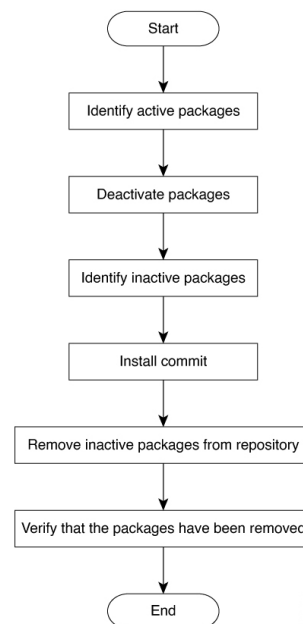 Start
Identify active packages
Deactivate packages
Identify inactive packages
Install commit
Remove inactive packages from repository
Verify that the packages have been removed
End